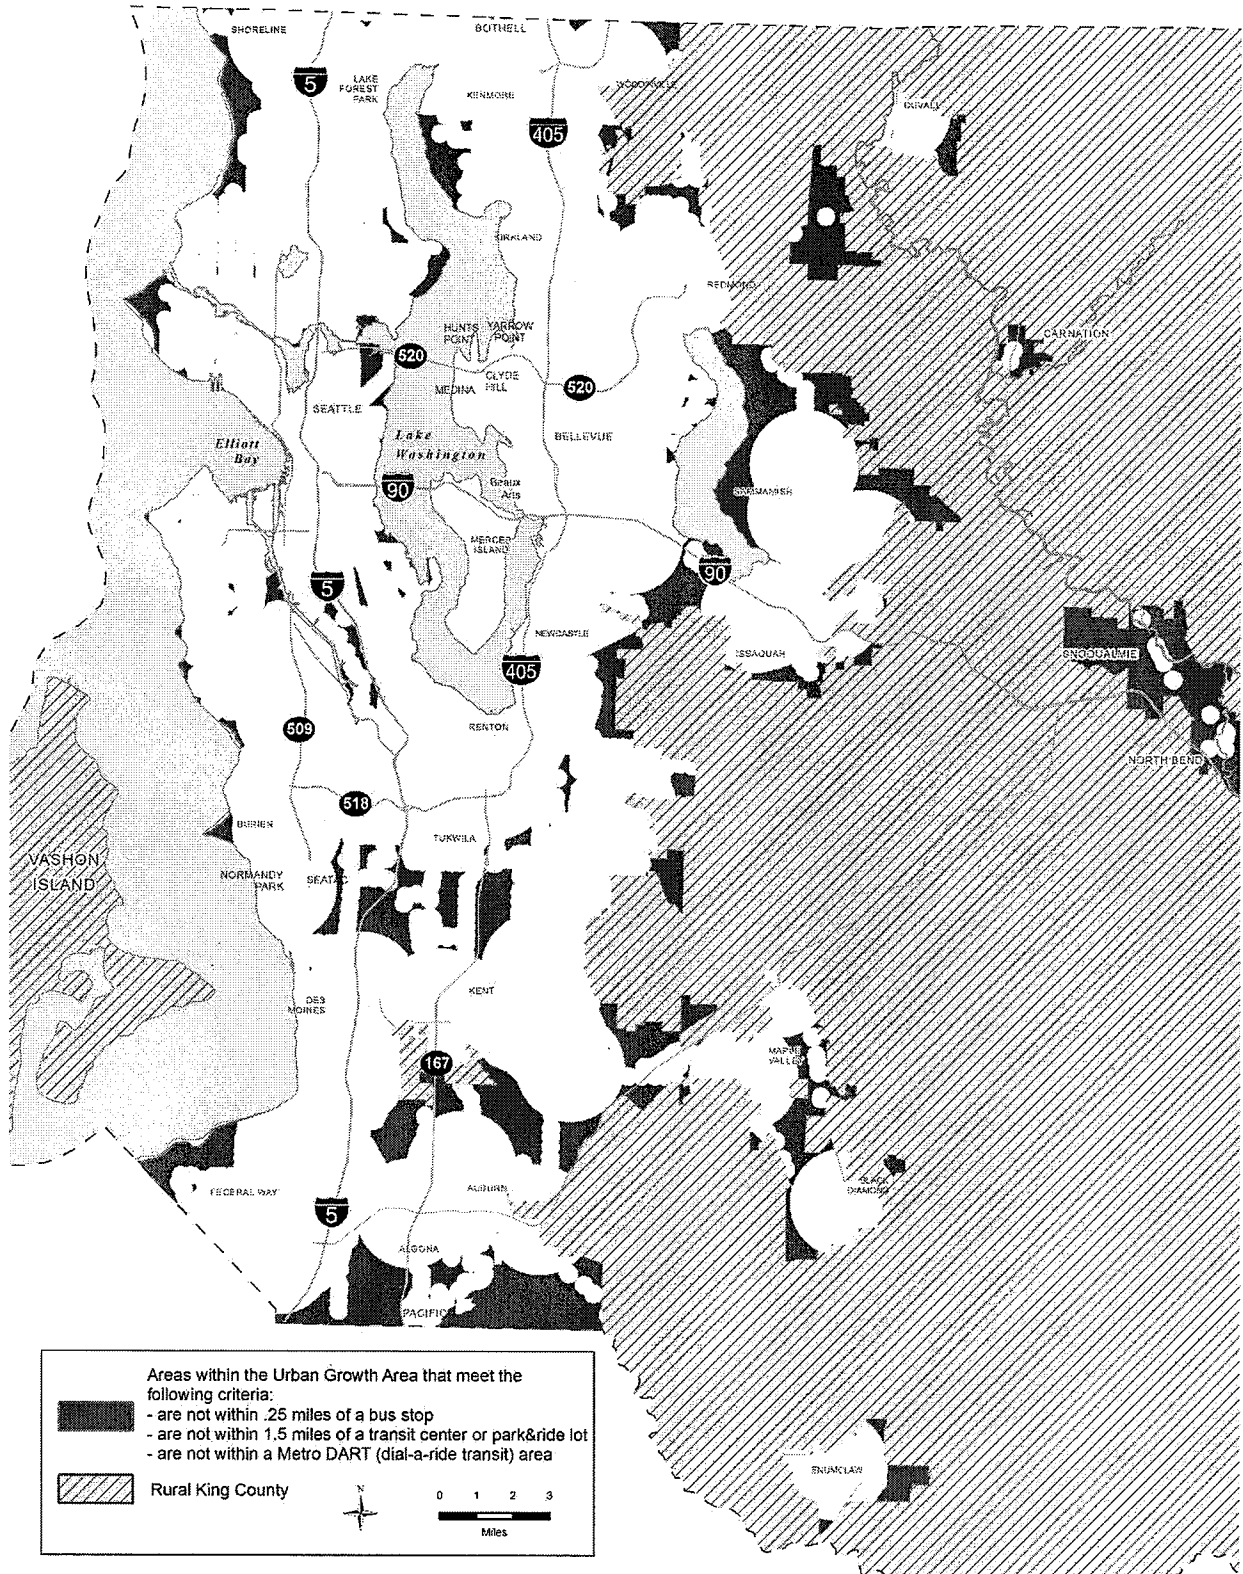 SHORELINE
BOTHELL
5
LAKE
FOREST
PARK
WOODINVILLE
KENMORE
DUVALL
405
KIRKLAND
REDMOND
HUNTS
POINT
YARROW
POINT
CARNATION
520
CLYDE
HILL
MEDINA
520
SEATTLE
Elliott
Bay
Lake
Washington
BELLEVUE
90
Beaux
Arts
SAMMAMISH
MERCER
ISLAND
90
5
NEWCASTLE
ISSAQUAH
SNOQUALMIE
405
509
RENTON
NORTH BEND
518
BURIEN
TUKWILA
VASHON
ISLAND
NORMANDY
PARK
SEATAC
KENT
DES
MOINES
167
MAPLE
VALLEY
FEDERAL WAY
AUBURN
BLACK
DIAMOND
5
ALGONA
PACIFIC
ENUMCLAW
Areas within the Urban Growth Area that meet the
following criteria:
- are not within .25 miles of a bus stop
- are not within 1.5 miles of a transit center or park&ride lot
- are not within a Metro DART (dial-a-ride transit) area
Rural King County
N
0 1 2 3
Miles